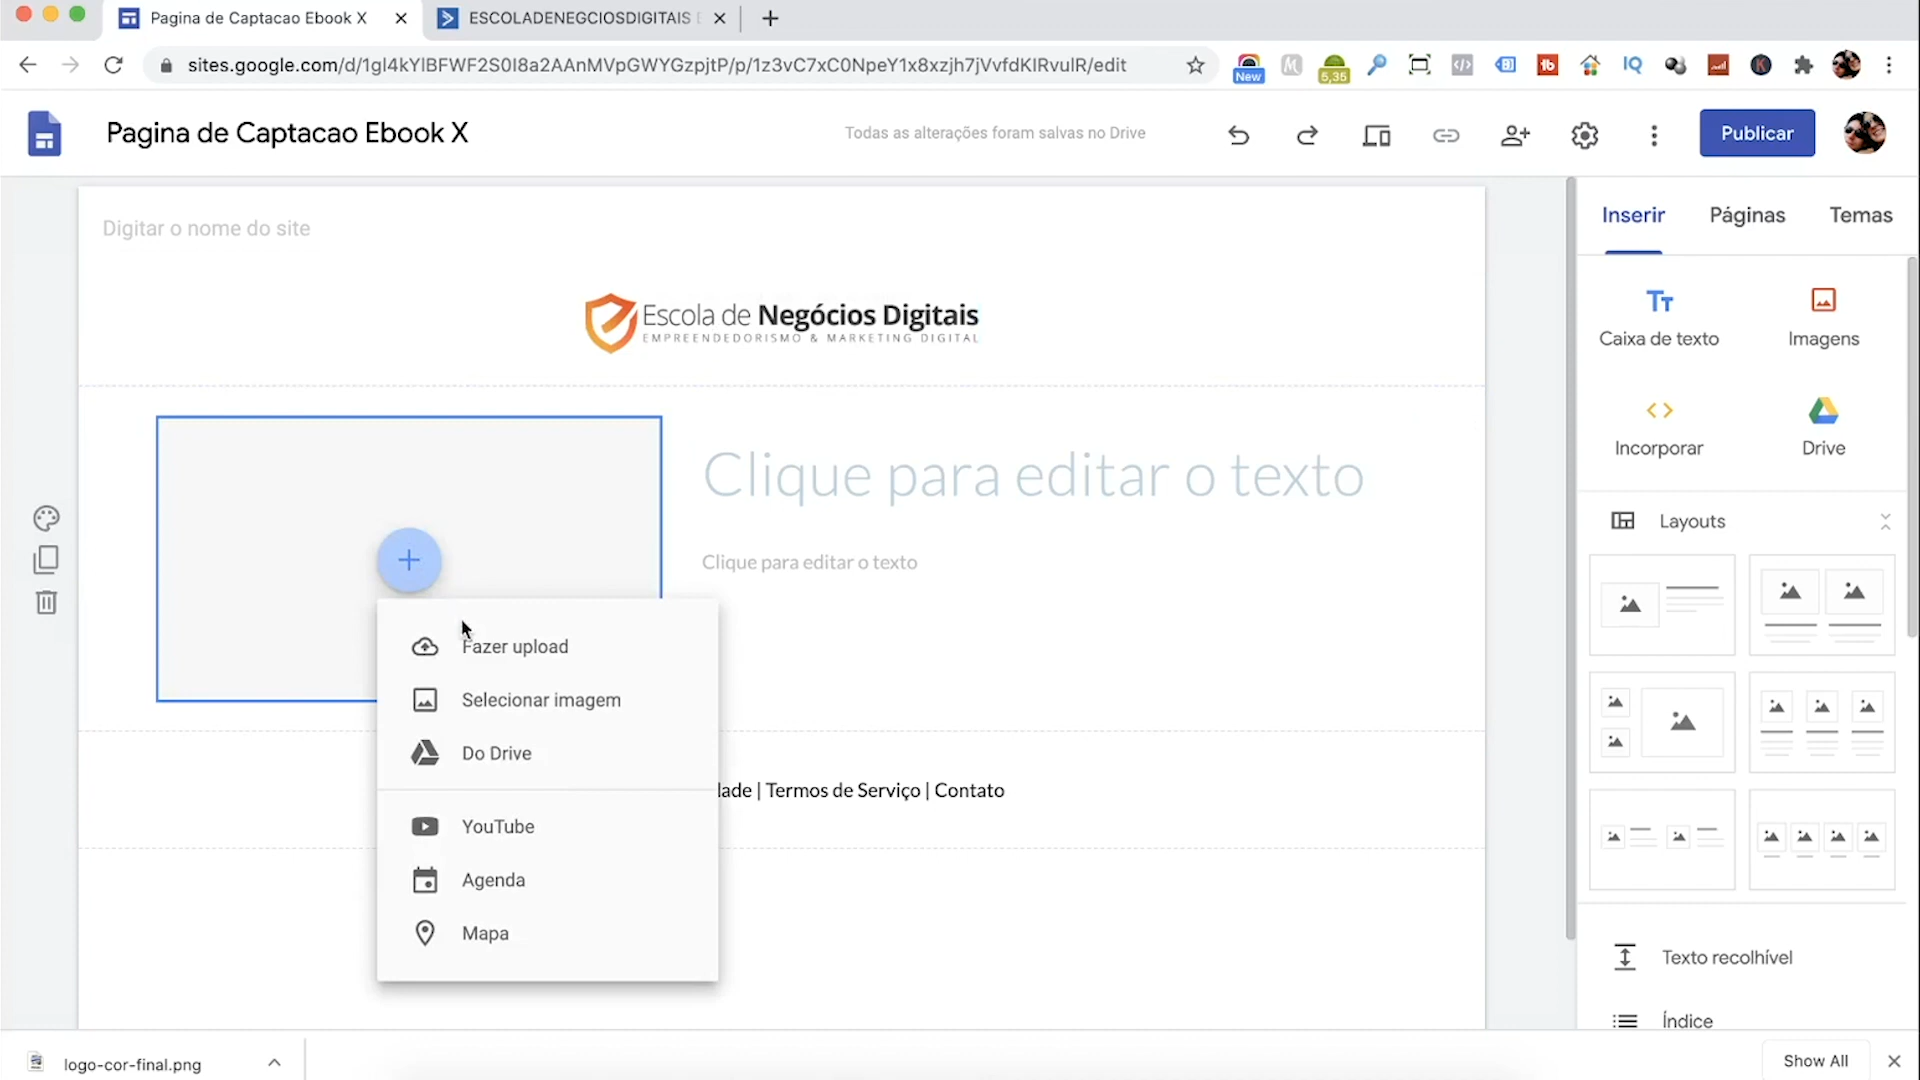 Pagina de Captacao Ebook X
ESCOLADENEGCIOSDIGITAIS
sites.google.com/d/1gl4kYlBFWF2S0I8a2AAnMVpGWYGzpjtP/p/1z3vC7xC0NpeY1x8xzjh7jVvfdKlRvulR/edit
New
5,35
Pagina de Captacao Ebook X
Todas as alterações foram salvas no Drive
Publicar
Digitar o nome do site
Escola de Negócios Digitais
EMPREENDEDORISMO & MARKETING DIGITAL
Clique para editar o texto
Clique para editar o texto
Fazer upload
Selecionar imagem
Do Drive
YouTube
Agenda
Mapa
lade | Termos de Serviço | Contato
Inserir
Páginas
Temas
Caixa de texto
Imagens
Incorporar
Drive
Layouts
Texto recolhível
Índice
logo-cor-final.png
Show All